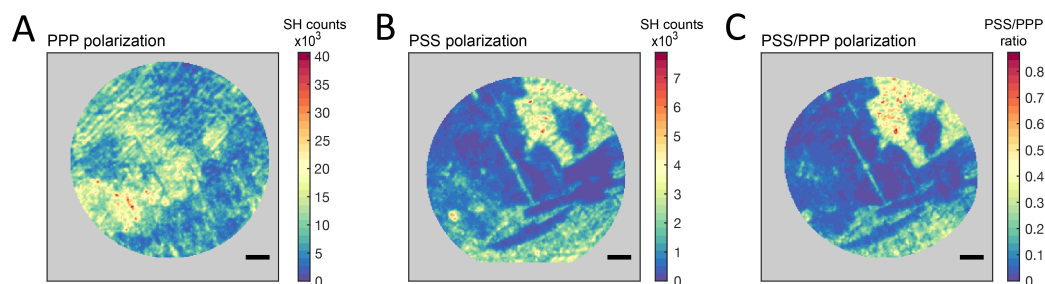 A
PPP polarization
SH counts
x10³
40
35
30
25
20
15
10
5
0
B
PSS polarization
SH counts
x10³
7
6
5
4
3
2
1
0
C
PSS/PPP polarization
PSS/PPP
ratio
0.8
0.7
0.6
0.5
0.4
0.3
0.2
0.1
0